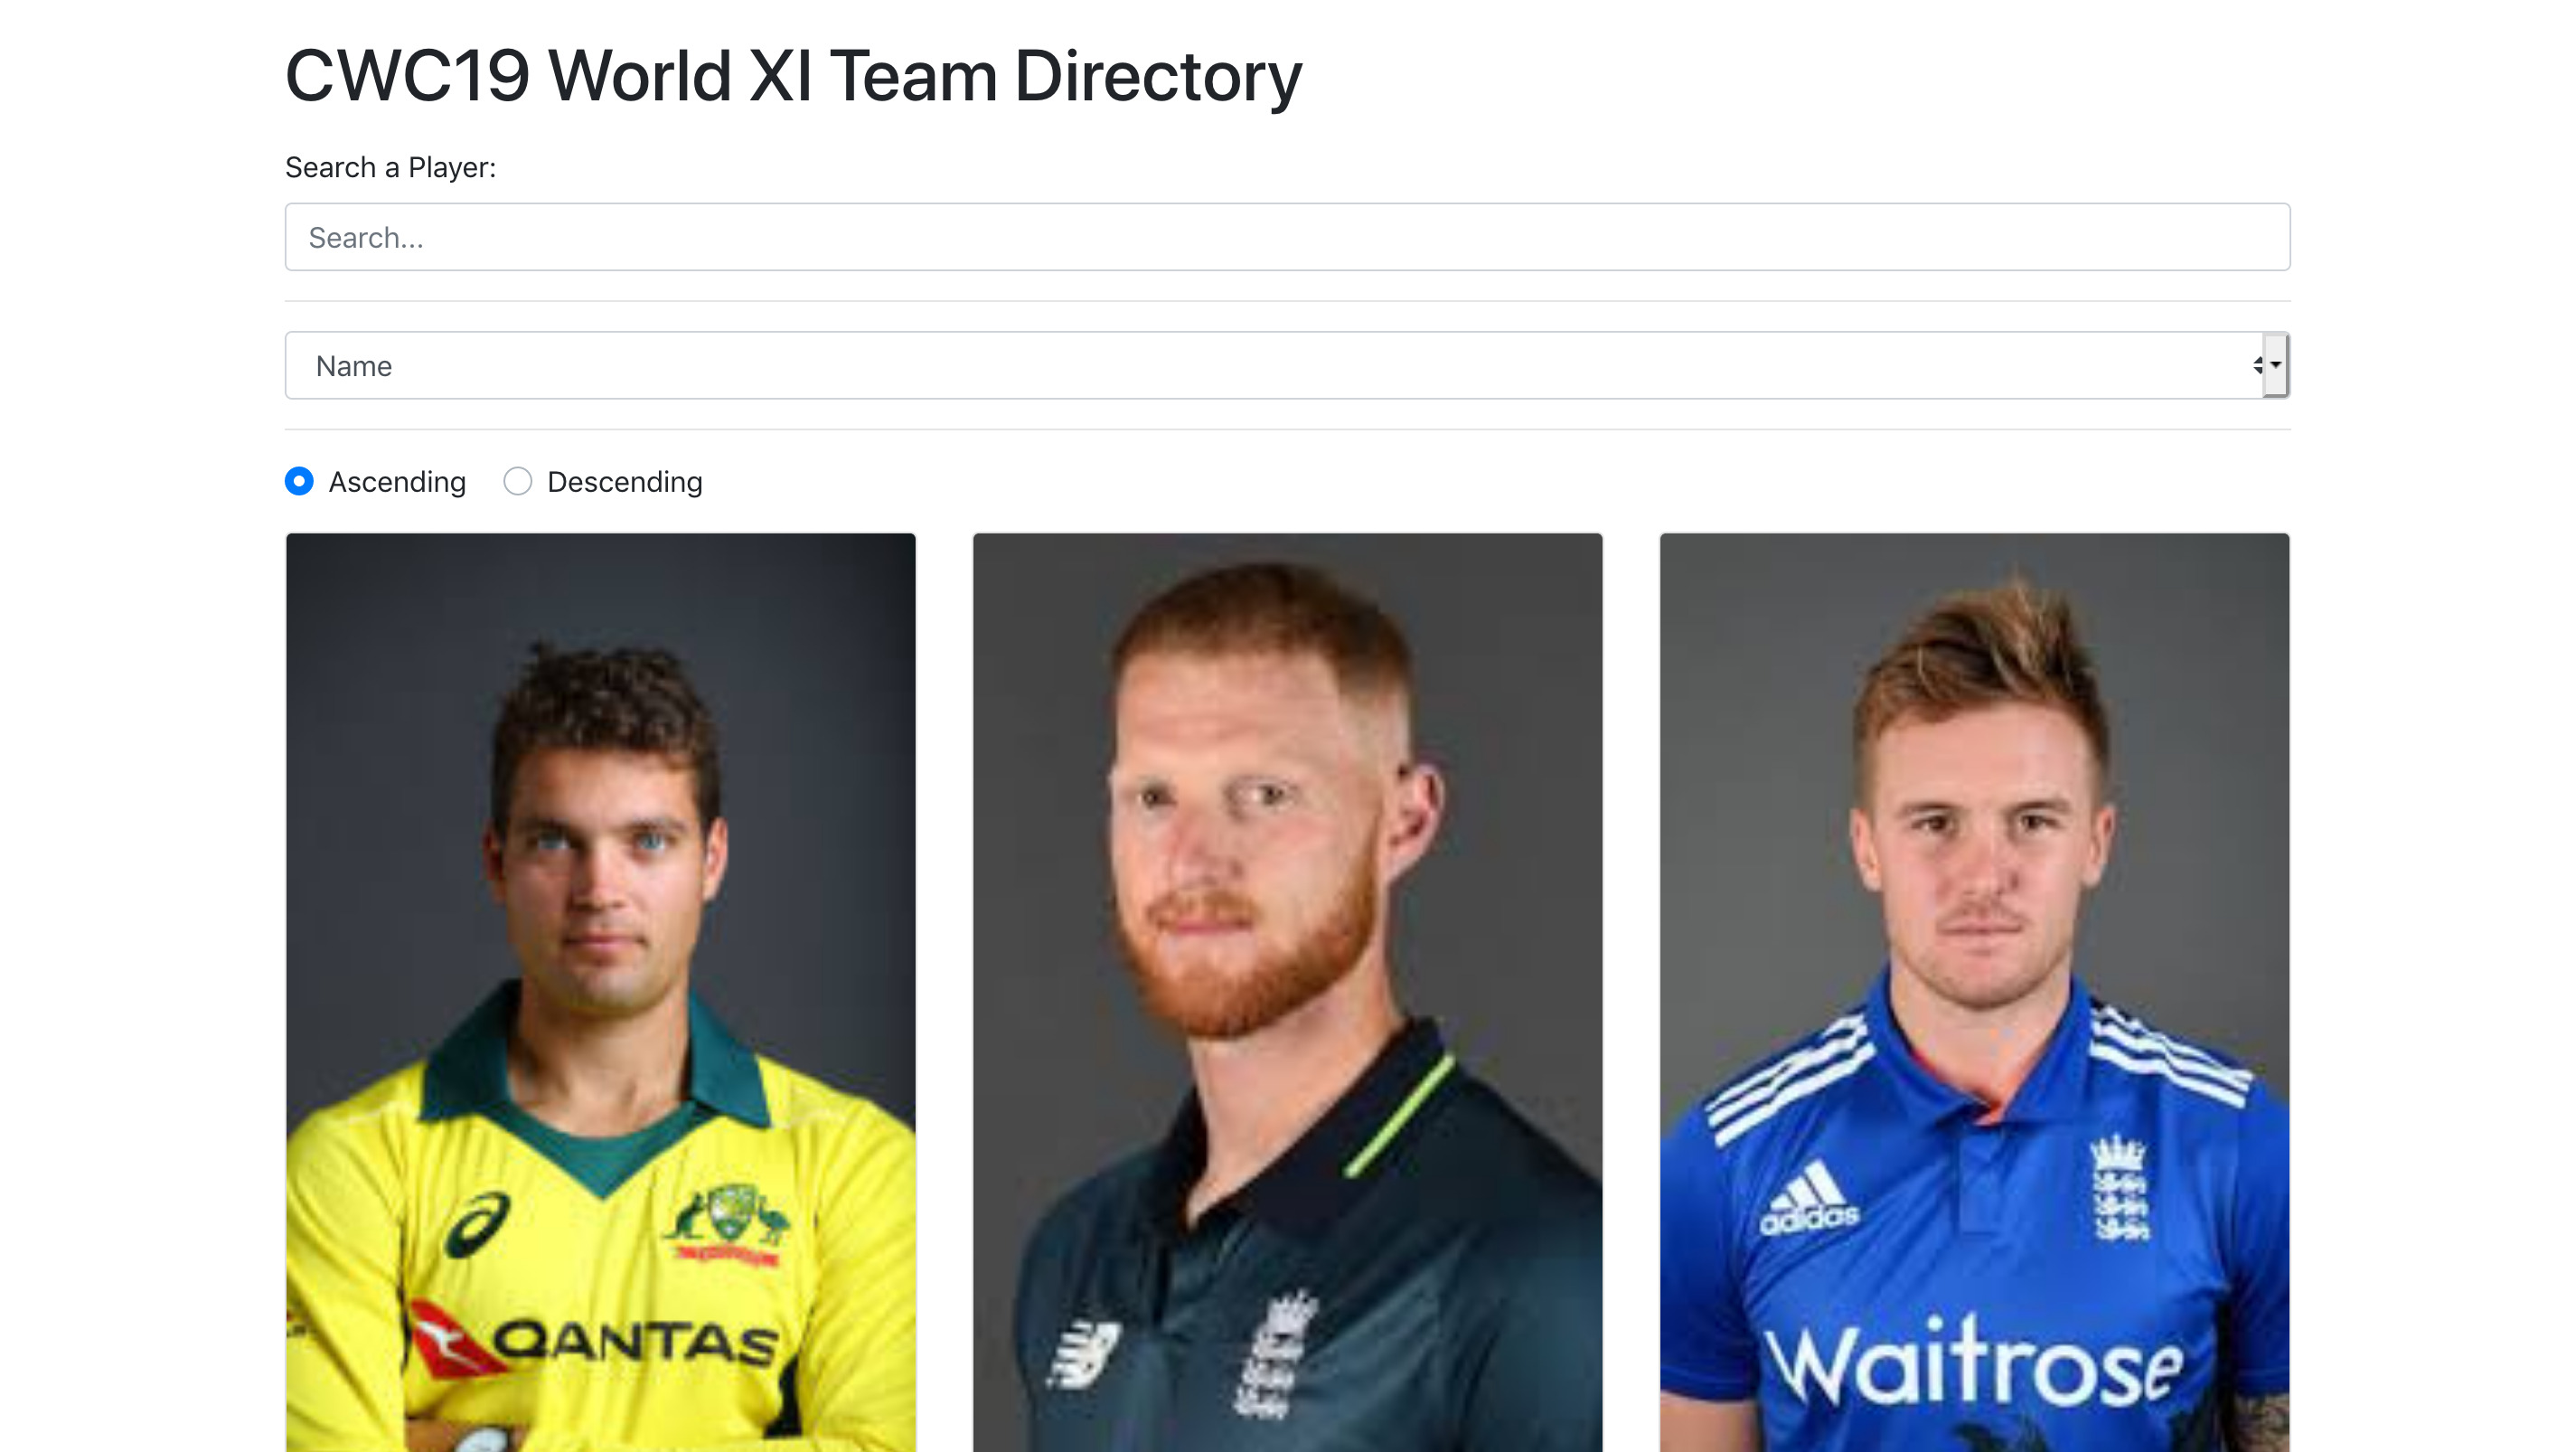 CWC19 World XI Team Directory
Search a Player:
Search...
Name
Ascending Descending
adidas
QANTAS
Waitrose